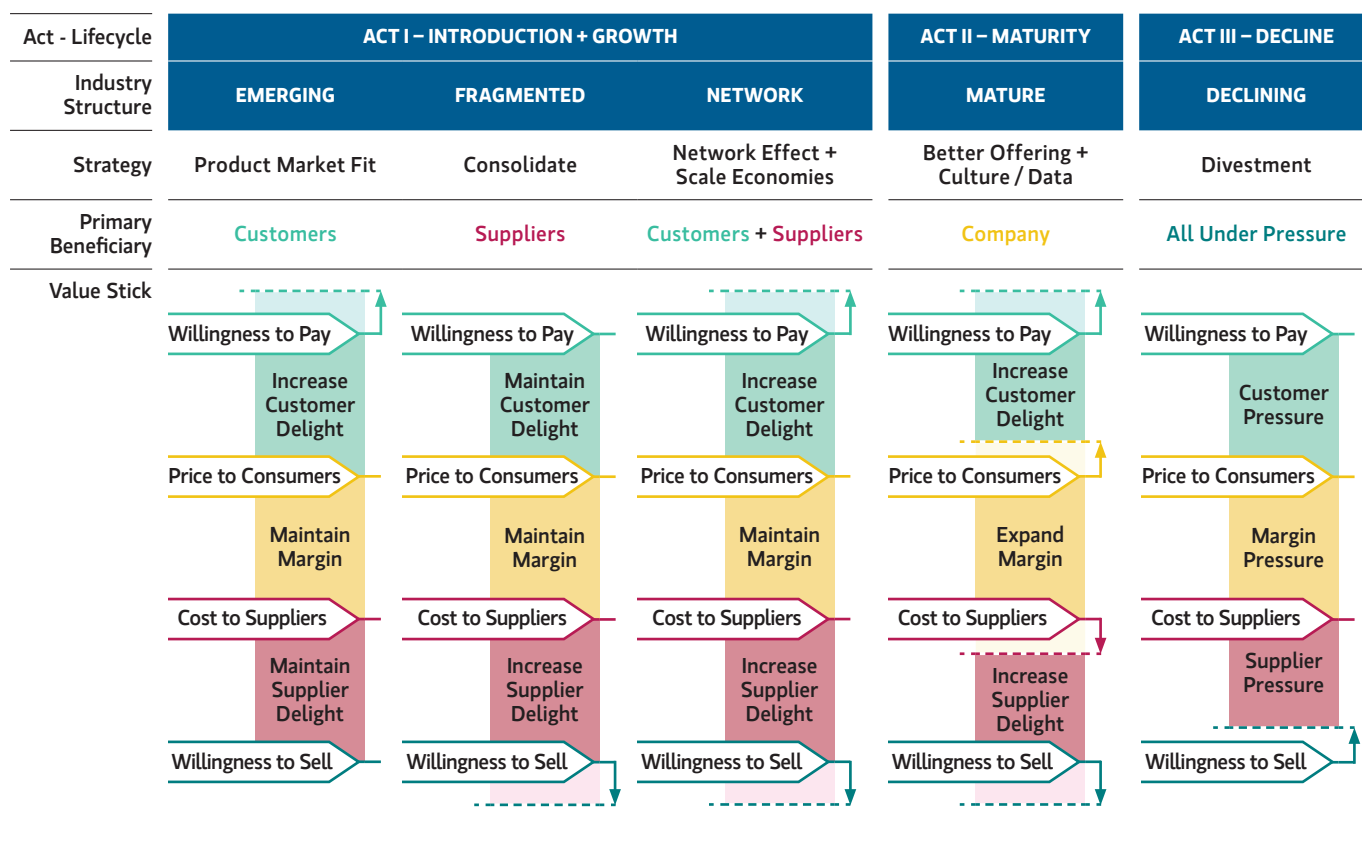 Act - Lifecycle
ACT I – INTRODUCTION + GROWTH
ACT II – MATURITY
ACT III – DECLINE
Industry
Structure
EMERGING
FRAGMENTED
NETWORK
MATURE
DECLINING
Strategy
Product Market Fit
Consolidate
Network Effect +
Scale Economies
Better Offering +
Culture / Data
Divestment
Primary
Beneficiary
Customers
Suppliers
Customers + Suppliers
Company
All Under Pressure
Value Stick
Willingness to Pay
Increase
Customer
Delight
Price to Consumers
Maintain
Margin
Cost to Suppliers
Maintain
Supplier
Delight
Willingness to Sell
Willingness to Pay
Maintain
Customer
Delight
Price to Consumers
Maintain
Margin
Cost to Suppliers
Increase
Supplier
Delight
Willingness to Sell
Willingness to Pay
Increase
Customer
Delight
Price to Consumers
Maintain
Margin
Cost to Suppliers
Increase
Supplier
Delight
Willingness to Sell
Willingness to Pay
Increase
Customer
Delight
Price to Consumers
Expand
Margin
Cost to Suppliers
Increase
Supplier
Delight
Willingness to Sell
Willingness to Pay
Customer
Pressure
Price to Consumers
Margin
Pressure
Cost to Suppliers
Supplier
Pressure
Willingness to Sell